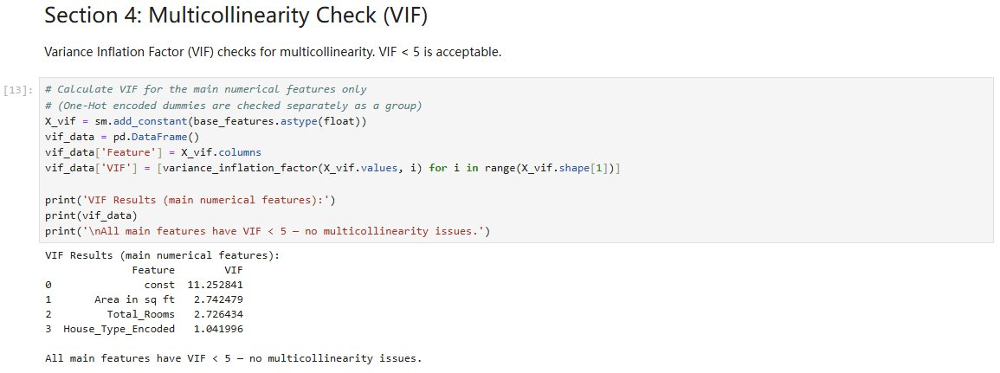 Section 4: Multicollinearity Check (VIF)
Variance Inflation Factor (VIF) checks for multicollinearity. VIF < 5 is acceptable.
[13]: # Calculate VIF for the main numerical features only
# (One-Hot encoded dummies are checked separately as a group)
X_vif = sm.add_constant(base_features.astype(float))
vif_data = pd.DataFrame()
vif_data['Feature'] = X_vif.columns
vif_data['VIF'] = [variance_inflation_factor(X_vif.values, i) for i in range(X_vif.shape[1])]
print('VIF Results (main numerical features):')
print(vif_data)
print('\nAll main features have VIF < 5 — no multicollinearity issues.')
VIF Results (main numerical features):
Feature VIF
0 const 11.252841
1 Area in sq ft 2.742479
2 Total_Rooms 2.726434
3 House_Type_Encoded 1.041996
All main features have VIF < 5 — no multicollinearity issues.